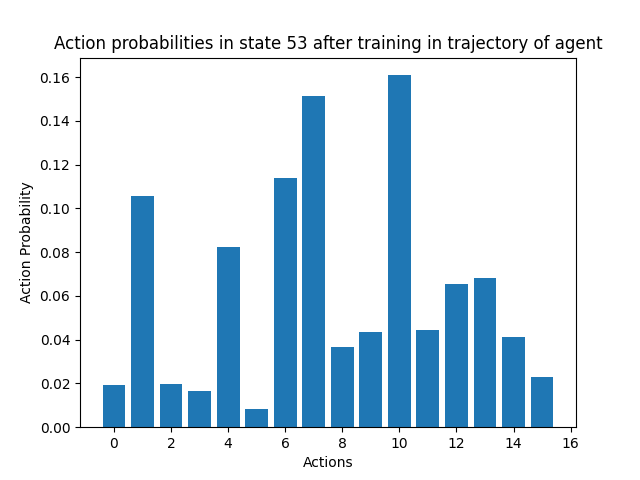 Action probabilities in state 53 after training in trajectory of agent
0.16
0.14
0.12
0.10
0.08
0.06
0.04
0.02
0.00
Action Probability
0 2 4 6 8 10 12 14 16
Actions